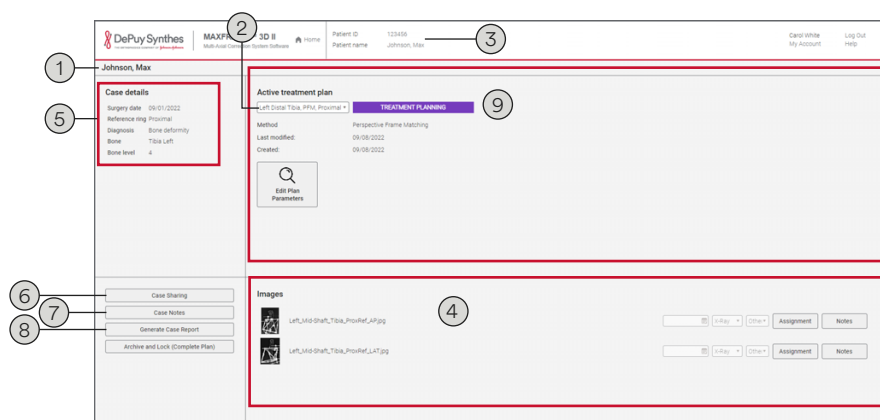 2
DePuy Synthes
MAXFR 3D II
Home
Patient ID 123456
3
Carol White Log Out
Multi-Axial Correction System Software
Patient name Johnson, Max
My Account Help
1
Johnson, Max
Case details
Active treatment plan
5
Surgery date 09/01/2022
Left Distal Tibia, PFM, Proximal
TREATMENT PLANNING
9
Reference ring Proximal
Diagnosis Bone deformity
Method Perspective Frame Matching
Bone Tibia Left
Last modified: 09/08/2022
Bone level 4
Created: 09/08/2022
Edit Plan
Parameters
6
Case Sharing
Images
7
Case Notes
4
8
Generate Case Report
Left_Mid-Shaft_Tibia_ProxRef_AP.jpg
X-Ray Othe Assignment Notes
Archive and Lock (Complete Plan)
Left_Mid-Shaft_Tibia_ProxRef_LAT.jpg
X-Ray Othe Assignment Notes